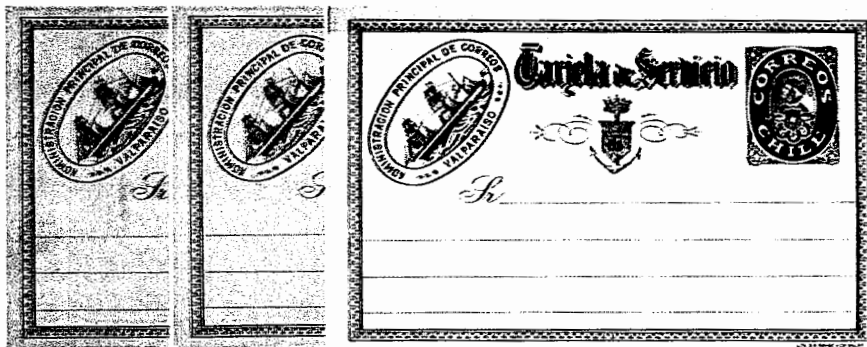 ADMINISTRACION PRINCIPAL DE CORREOS
VALPARAISO
Sr
ADMINISTRACION PRINCIPAL DE CORREOS
VALPARAISO
ADMINISTRACION PRINCIPAL DE CORREOS
VALPARAISO
Tarjeta de Servicio
CORREOS
CHILE
Sr